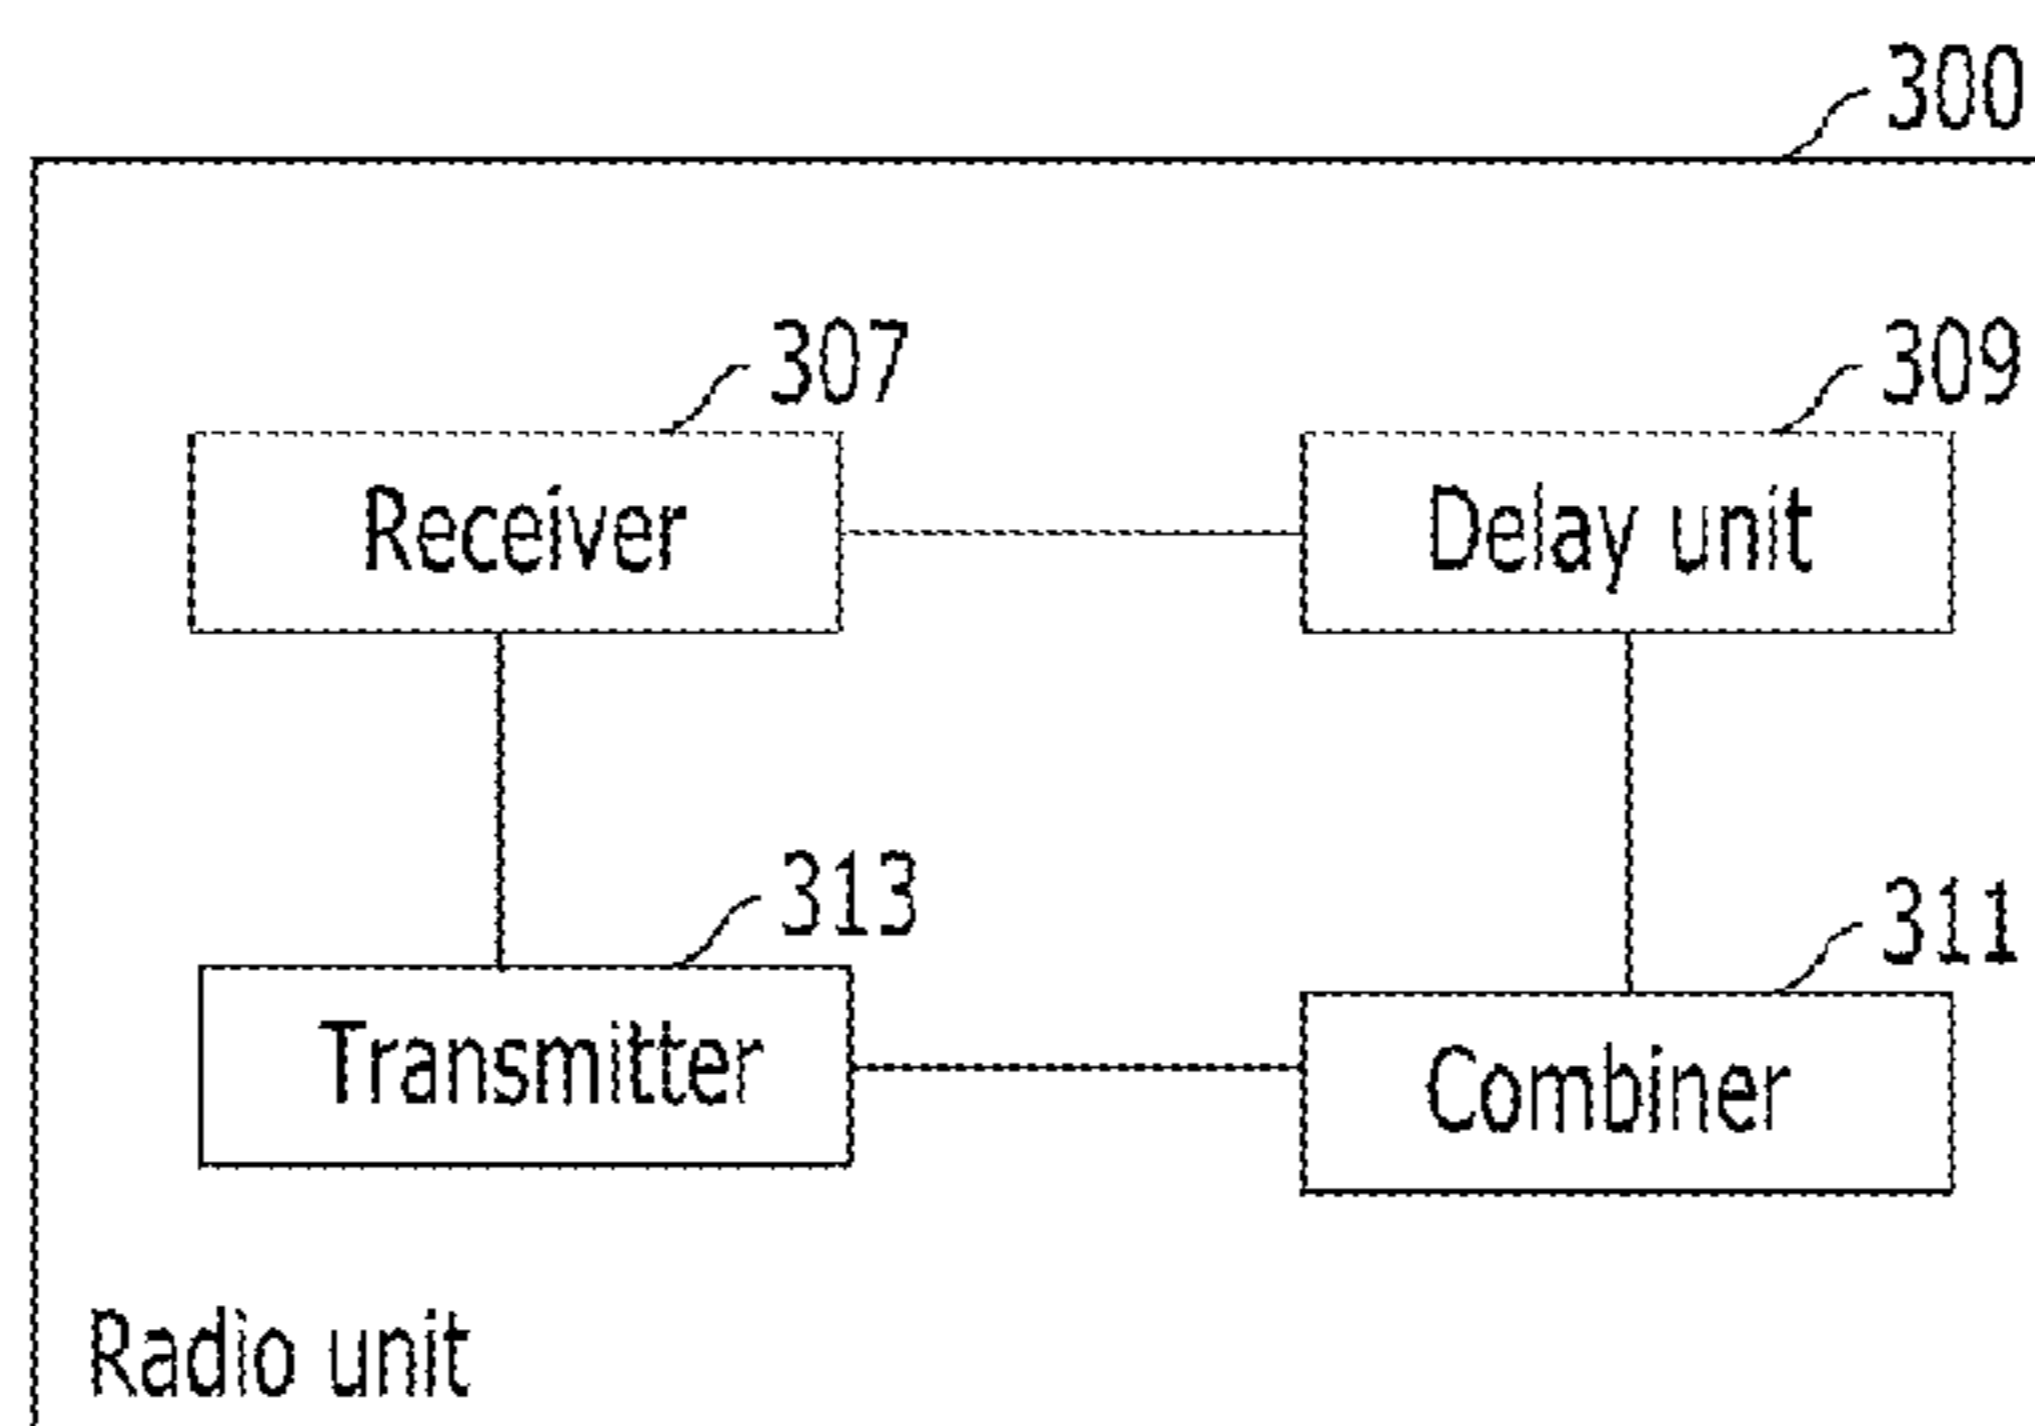 300
307
309
Receiver
Delay unit
313
311
Transmitter
Combiner
Radio unit